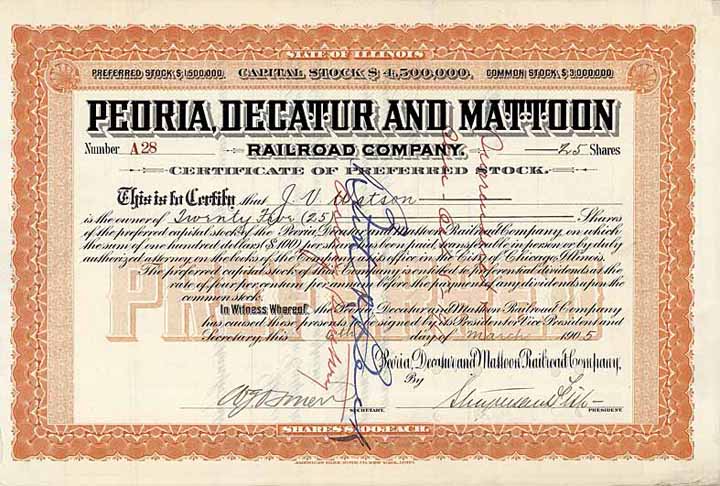 STATE OF ILLINOIS
PREFERRED STOCK, $1,500,000. CAPITAL STOCK $4,500,000. COMMON STOCK, $3,000,000
PEORIA, DECATUR AND MATTOON
Number A28 RAILROAD COMPANY. 25 Shares
CERTIFICATE OF PREFERRED STOCK.
This is to Certify that J. V. Watson
is the owner of Twenty Five (25) Shares
of the preferred capital stock of the Peoria, Decatur and Mattoon Railroad Company, on which
the sum of one hundred dollars ($100) per share has been paid, transferable in person or by duly
authorized attorney on the books of the Company at its office in the City of Chicago, Illinois.
The preferred capital stock of this Company is entitled to preferential dividends at the
rate of four per centum per annum before the payment of any dividends upon the
common stock.
PREFERRED
In Witness Whereof, the Peoria, Decatur and Mattoon Railroad Company
has caused these presents to be signed by its President or Vice President and
Secretary, this 6th day of March 1905
Peoria, Decatur and Mattoon Railroad Company,
By
SECRETARY. PRESIDENT
SHARES $100 EACH.